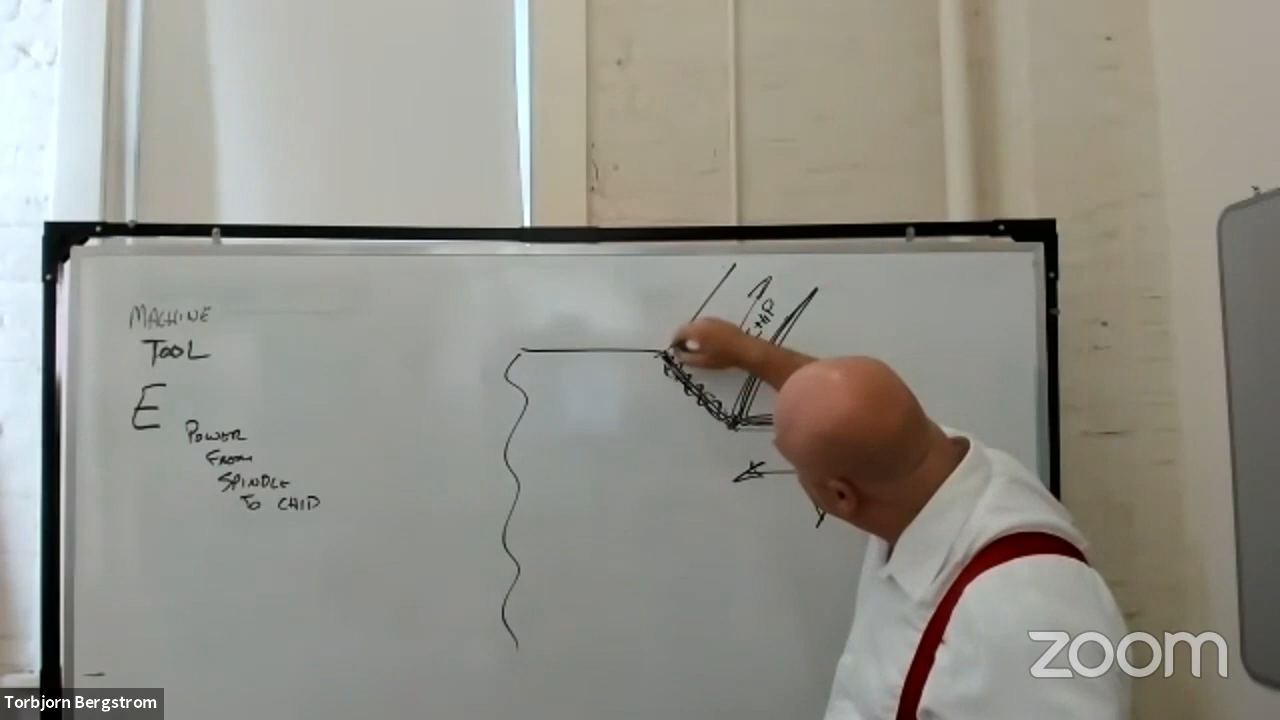 MACHINE
TOOL
E
POWER
FROM
SPINDLE
TO CHIP
CHIP
zoom
Torbjorn Bergstrom